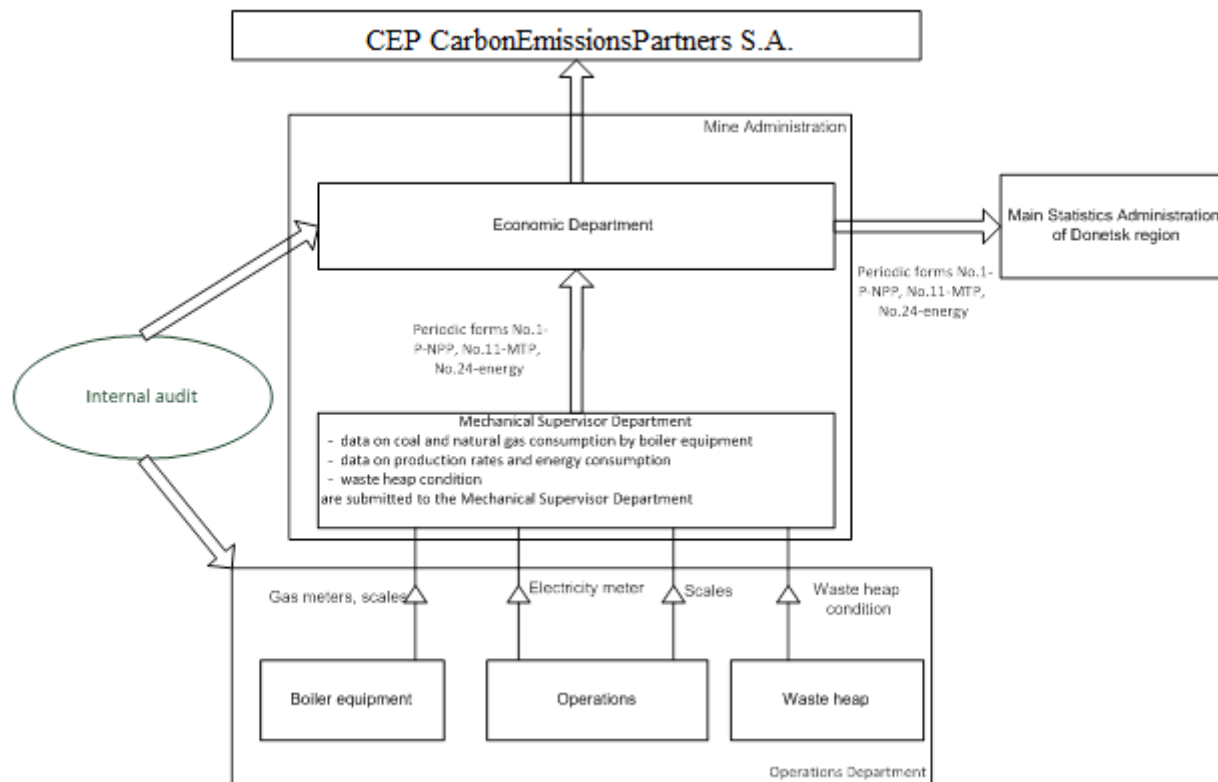 CEP CarbonEmissionsPartners S.A.
Mine Administration
Economic Department
Main Statistics Administration
of Donetsk region
Periodic forms No.1-
P-NPP, No.11-MTP,
No.24-energy
Periodic forms No.1-
P-NPP, No.11-MTP,
No.24-energy
Internal audit
Mechanical Supervisor Department
- data on coal and natural gas consumption by boiler equipment
- data on production rates and energy consumption
- waste heap condition
are submitted to the Mechanical Supervisor Department
Gas meters, scales
Electricity meter
Scales
Waste heap
condition
Boiler equipment
Operations
Waste heap
Operations Department